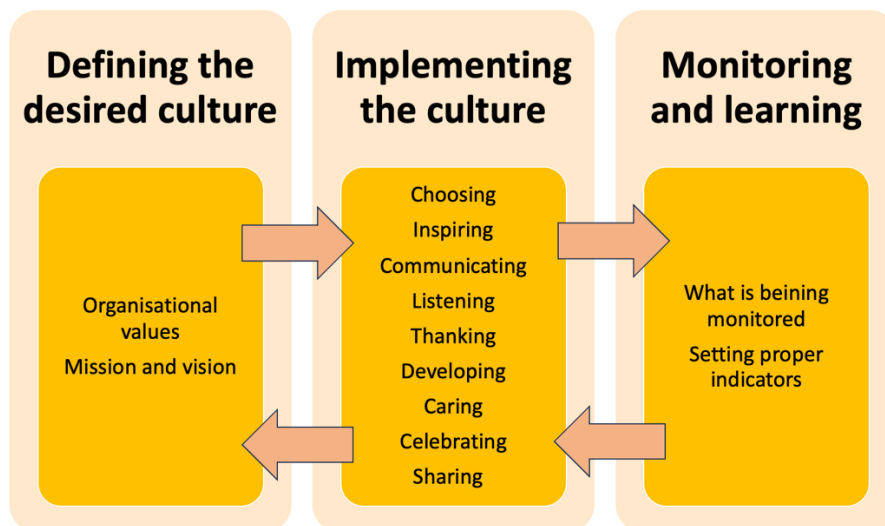 Defining the
desired culture
Organisational
values
Mission and vision
Implementing
the culture
Choosing
Inspiring
Communicating
Listening
Thanking
Developing
Caring
Celebrating
Sharing
Monitoring
and learning
What is beining
monitored
Setting proper
indicators